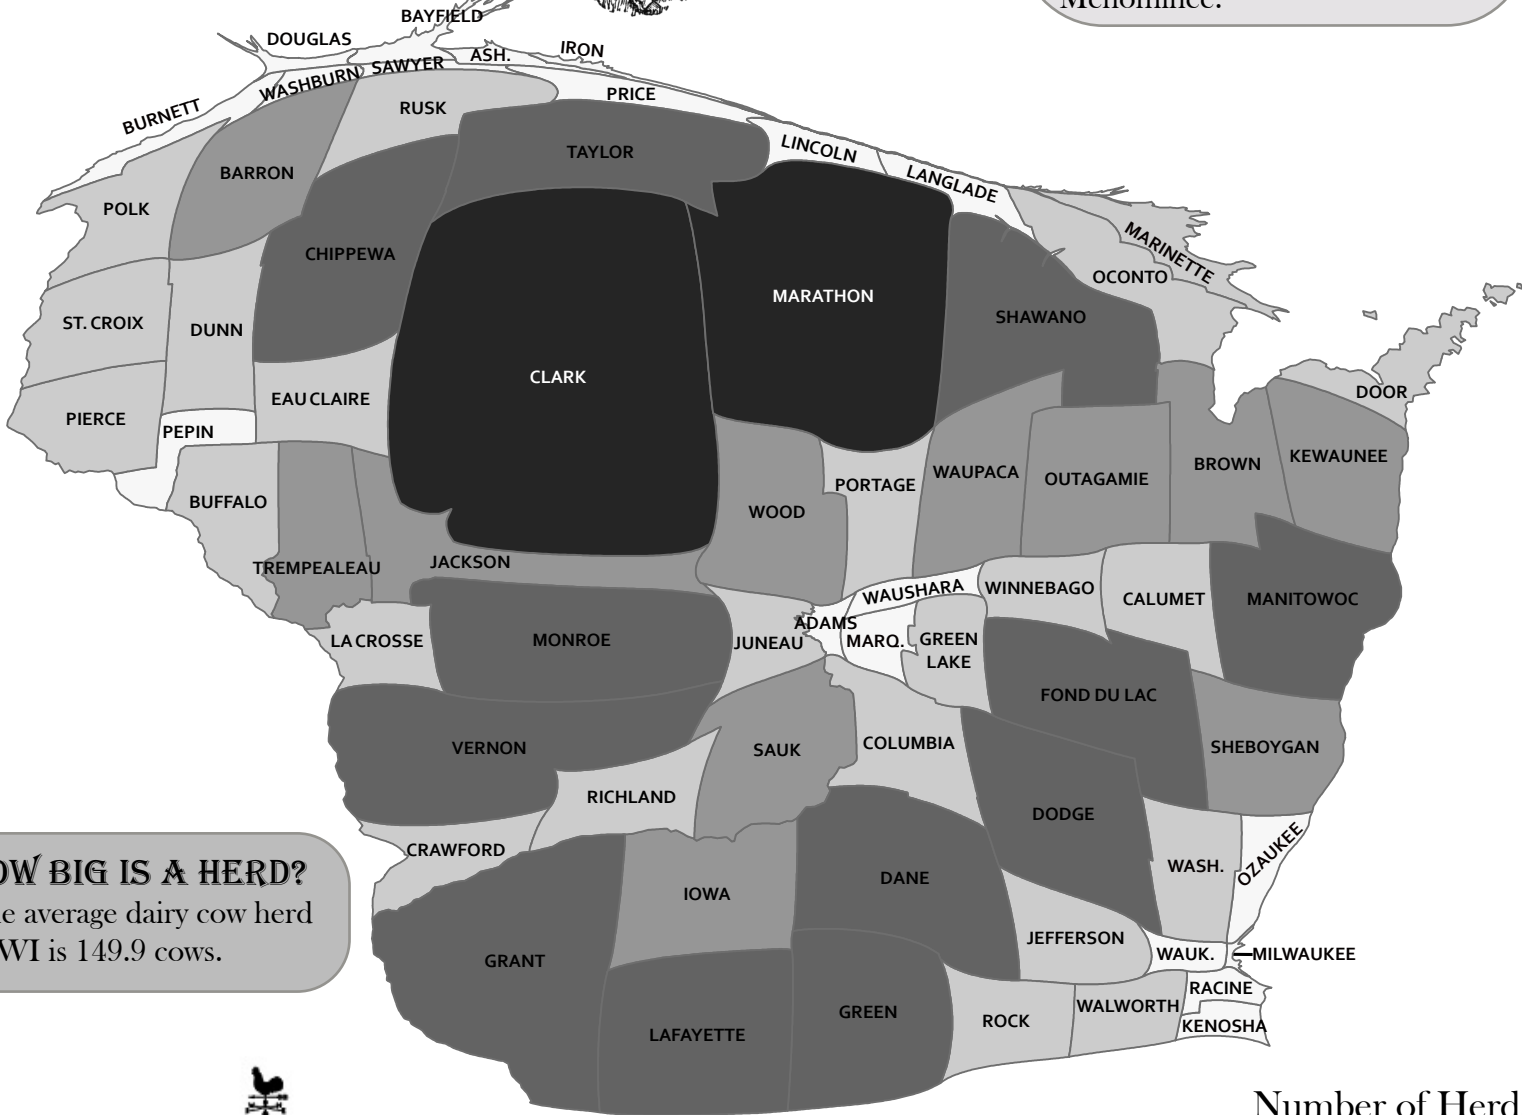 Menominee.
BAYFIELD
DOUGLAS
ASH.
IRON
SAWYER
WASHBURN
PRICE
BURNETT
RUSK
LINCOLN
TAYLOR
BARRON
LANGLADE
POLK
MARINETTE
CHIPPEWA
OCONTO
MARATHON
SHAWANO
ST. CROIX
DUNN
CLARK
DOOR
EAU CLAIRE
PIERCE
PEPIN
KEWAUNEE
BROWN
WAUPACA
OUTAGAMIE
PORTAGE
BUFFALO
WOOD
JACKSON
TREMPEALEAU
WAUSHARA
WINNEBAGO
CALUMET
MANITOWOC
ADAMS
LA CROSSE
MONROE
JUNEAU
MARQ.
GREEN
LAKE
FOND DU LAC
VERNON
SAUK
COLUMBIA
SHEBOYGAN
RICHLAND
DODGE
CRAWFORD
OZAUKEE
WASH.
OW BIG IS A HERD?
e average dairy cow herd
WI is 149.9 cows.
DANE
IOWA
JEFFERSON
GRANT
WAUK.
MILWAUKEE
RACINE
WALWORTH
GREEN
ROCK
KENOSHA
LAFAYETTE
Number of Herd